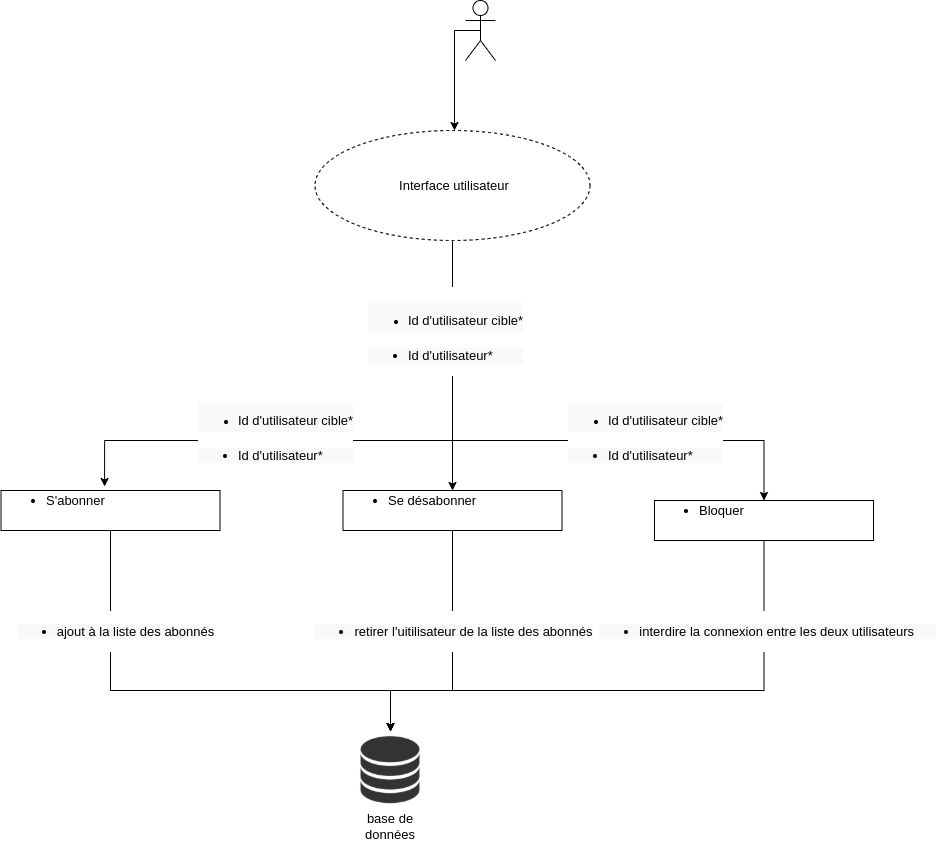 Interface utilisateur
Id d'utilisateur cible*
Id d'utilisateur*
Id d'utilisateur cible*
Id d'utilisateur*
Id d'utilisateur cible*
Id d'utilisateur*
S'abonner
Se désabonner
Bloquer
ajout à la liste des abonnés
retirer l'uitilisateur de la liste des abonnés
interdire la connexion entre les deux utilisateurs
base de
données